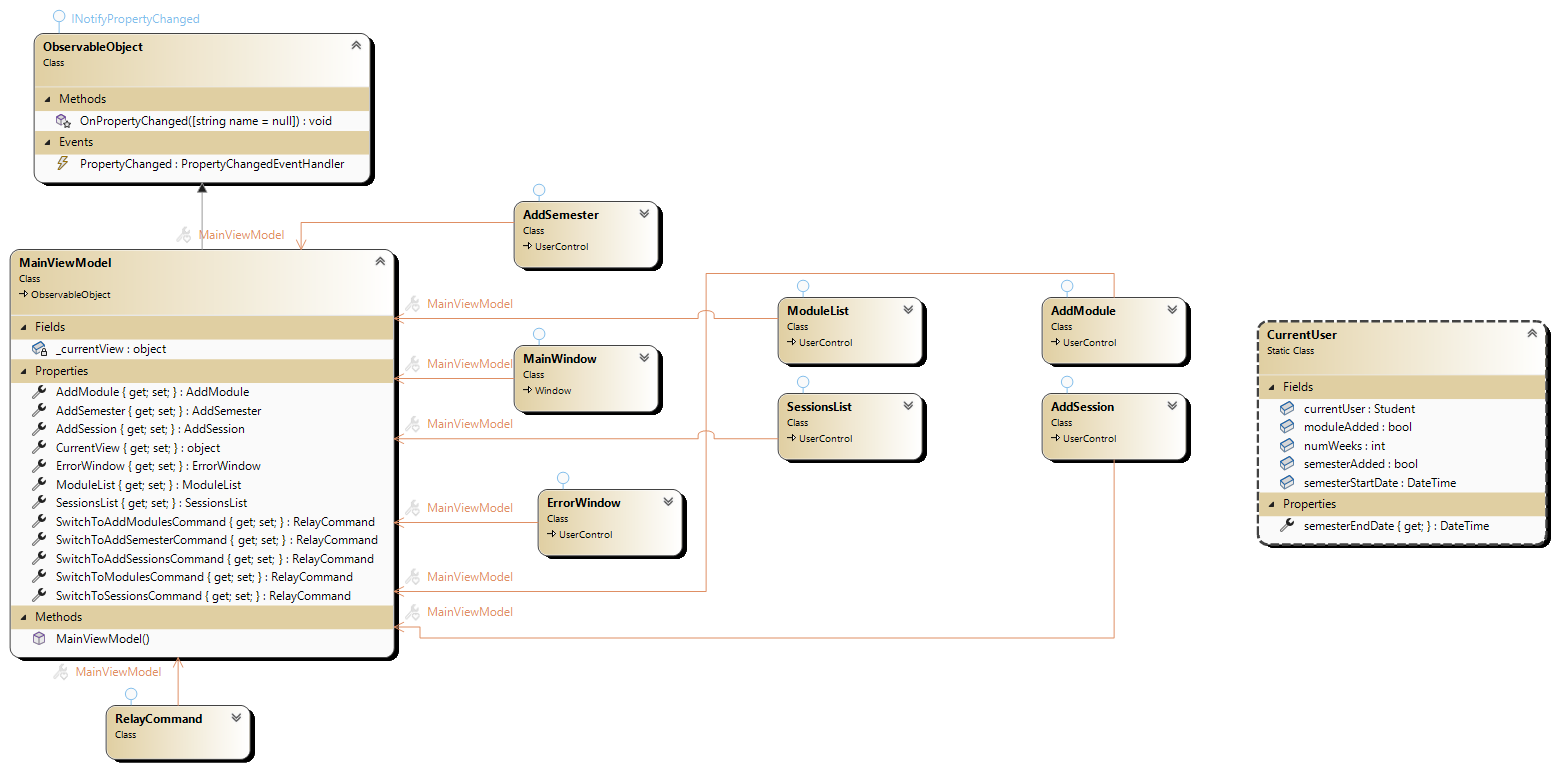 INotifyPropertyChanged
ObservableObject
Class
Methods
OnPropertyChanged([string name = null]) : void
Events
PropertyChanged : PropertyChangedEventHandler
MainViewModel
MainViewModel
Class
ObservableObject
Fields
_currentView : object
Properties
AddModule { get; set; } : AddModule
AddSemester { get; set; } : AddSemester
AddSession { get; set; } : AddSession
CurrentView { get; set; } : object
ErrorWindow { get; set; } : ErrorWindow
ModuleList { get; set; } : ModuleList
SessionsList { get; set; } : SessionsList
SwitchToAddModulesCommand { get; set; } : RelayCommand
SwitchToAddSemesterCommand { get; set; } : RelayCommand
SwitchToAddSessionsCommand { get; set; } : RelayCommand
SwitchToModulesCommand { get; set; } : RelayCommand
SwitchToSessionsCommand { get; set; } : RelayCommand
Methods
MainViewModel()
MainViewModel
RelayCommand
Class
AddSemester
Class
UserControl
MainViewModel
MainViewModel
MainWindow
Class
Window
MainViewModel
MainViewModel
ErrorWindow
Class
UserControl
MainViewModel
MainViewModel
ModuleList
Class
UserControl
SessionsList
Class
UserControl
AddModule
Class
UserControl
AddSession
Class
UserControl
CurrentUser
Static Class
Fields
currentUser : Student
moduleAdded : bool
numWeeks : int
semesterAdded : bool
semesterStartDate : DateTime
Properties
semesterEndDate { get; } : DateTime